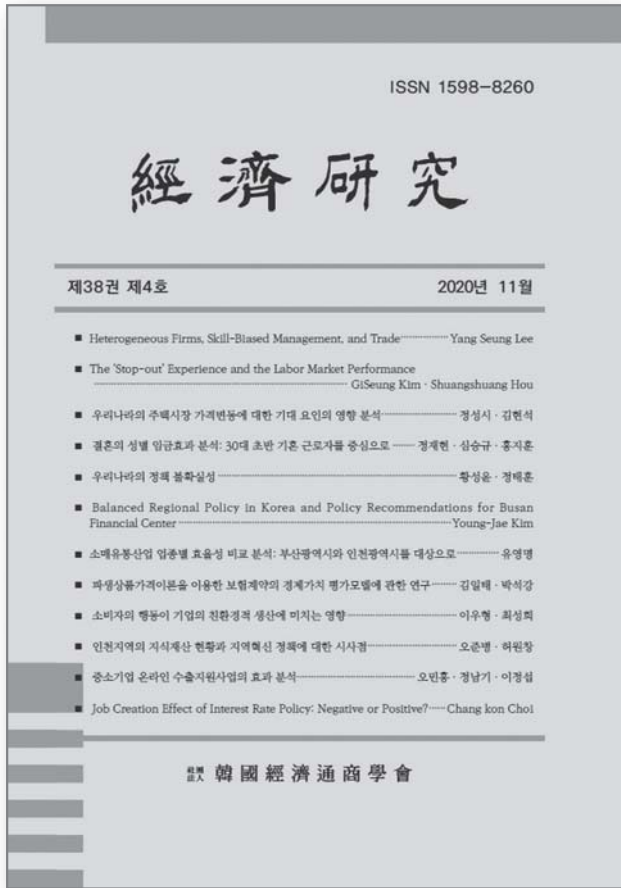 ISSN 1598-8260
經濟硏究
제38권 제4호 2020년 11월
■ Heterogeneous Firms, Skill-Biased Management, and Trade Yang Seung Lee
■ The 'Stop-out' Experience and the Labor Market Performance
GiSeung Kim · Shuangshuang Hou
■ 우리나라의 주택시장 가격변동에 대한 기대 요인의 영향 분석 정성시 · 김현석
■ 결혼의 성별 임금효과 분석: 30대 초반 기혼 근로자를 중심으로 정재현 · 심승규 · 홍지훈
■ 우리나라의 정책 불확실성 황성윤 · 정태훈
■ Balanced Regional Policy in Korea and Policy Recommendations for Busan
Financial Center Young-Jae Kim
■ 소매유통산업 업종별 효율성 비교 분석: 부산광역시와 인천광역시를 대상으로 유영명
■ 파생상품가격이론을 이용한 보험계약의 경제가치 평가모델에 관한 연구 김일태 · 박석강
■ 소비자의 행동이 기업의 친환경적 생산에 미치는 영향 이우형 · 최성희
■ 인천지역의 지식재산 현황과 지역혁신 정책에 대한 시사점 오준병 · 허원창
■ 중소기업 온라인 수출지원사업의 효과 분석 오민홍 · 정남기 · 이정섭
■ Job Creation Effect of Interest Rate Policy: Negative or Positive? Chang kon Choi
社團法人 韓國經濟通商學會